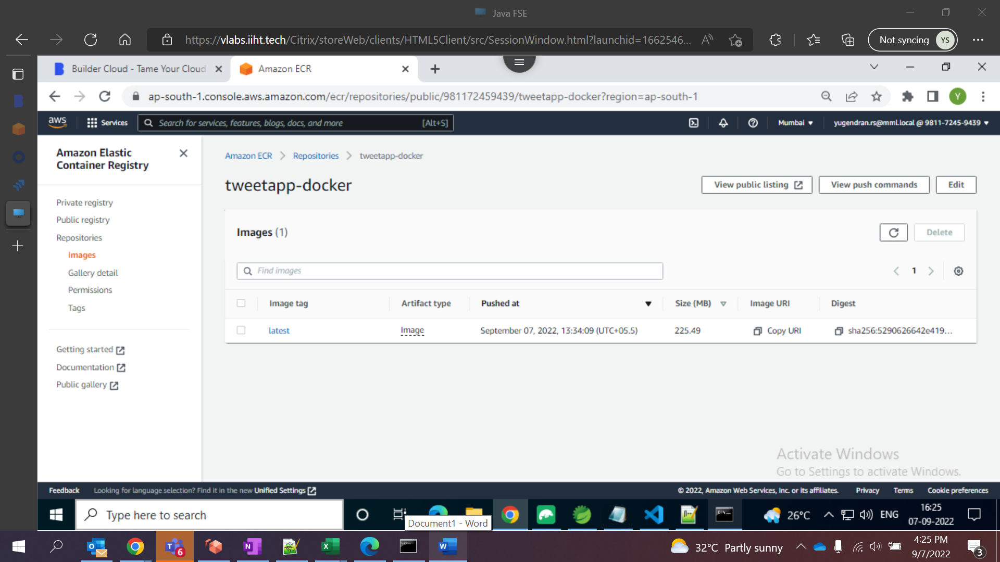 Java FSE
https://vlabs.iiht.tech/Citrix/storeWeb/clients/HTML5Client/src/SessionWindow.html?launchid=1662546...
Not syncing YS
Builder Cloud - Tame Your Cloud
Amazon ECR
ap-south-1.console.aws.amazon.com/ecr/repositories/public/981172459439/tweetapp-docker?region=ap-south-1
Y
aws
Services
Search for services, features, blogs, docs, and more [Alt+S]
Mumbai
yugendran.rs@mml.local @ 9811-7245-9439
Amazon Elastic
Container Registry
Private registry
Public registry
Repositories
Images
Gallery detail
Permissions
Tags
Getting started
Documentation
Public gallery
Amazon ECR > Repositories > tweetapp-docker
tweetapp-docker
View public listing
View push commands
Edit
Images (1)
Delete
Find images
1
Image tag Artifact type Pushed at Size (MB) Image URI Digest
latest Image September 07, 2022, 13:34:09 (UTC+05.5) 225.49 Copy URI sha256:5290626642e419...
Activate Windows
Go to Settings to activate Windows.
Feedback Looking for language selection? Find it in the new Unified Settings
© 2022, Amazon Web Services, Inc. or its affiliates. Privacy Terms Cookie preferences
Type here to search
Document1 - Word
26°C
ENG
16:25
07-09-2022
6
32°C Partly sunny
4:25 PM
9/7/2022
3